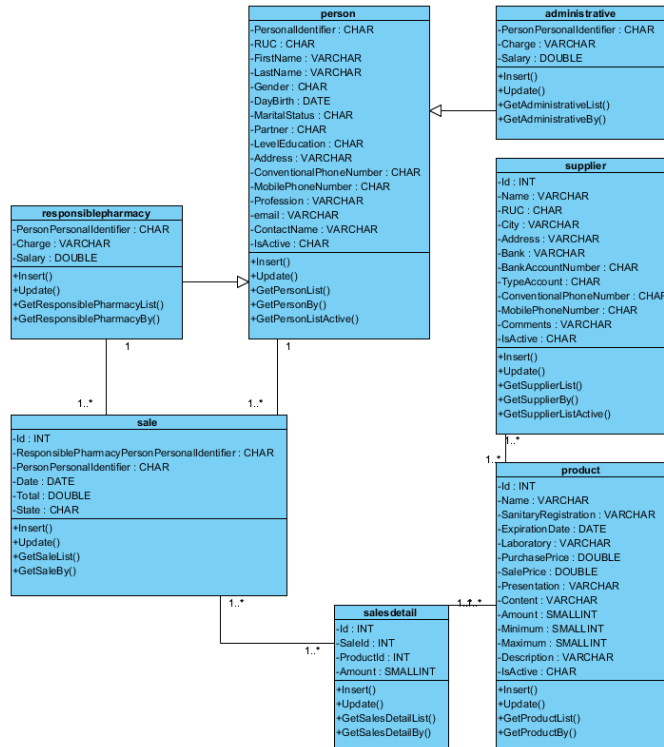 person
-PersonalIdentifier : CHAR
-RUC : CHAR
-FirstName : VARCHAR
-LastName : VARCHAR
-Gender : CHAR
-DayBirth : DATE
-MaritalStatus : CHAR
-Partner : CHAR
-LevelEducation : CHAR
-Address : VARCHAR
-ConventionalPhoneNumber : CHAR
-MobilePhoneNumber : CHAR
-Profession : VARCHAR
-email : VARCHAR
-ContactName : VARCHAR
-IsActive : CHAR
+Insert()
+Update()
+GetPersonList()
+GetPersonBy()
+GetPersonListActive()
administrative
-PersonPersonalIdentifier : CHAR
-Charge : VARCHAR
-Salary : DOUBLE
+Insert()
+Update()
+GetAdministrativeList()
+GetAdministrativeBy()
supplier
-Id : INT
-Name : VARCHAR
-RUC : CHAR
-City : VARCHAR
-Address : VARCHAR
-Bank : VARCHAR
-BankAccountNumber : CHAR
-TypeAccount : CHAR
-ConventionalPhoneNumber : CHAR
-MobilePhoneNumber : CHAR
-Comments : VARCHAR
-IsActive : CHAR
+Insert()
+Update()
+GetSupplierList()
+GetSupplierBy()
+GetSupplierListActive()
responsiblepharmacy
-PersonPersonalIdentifier : CHAR
-Charge : VARCHAR
-Salary : DOUBLE
+Insert()
+Update()
+GetResponsiblePharmacyList()
+GetResponsiblePharmacyBy()
1
1
1..*
1..*
sale
-Id : INT
-ResponsiblePharmacyPersonPersonalIdentifier : CHAR
-PersonPersonalIdentifier : CHAR
-Date : DATE
-Total : DOUBLE
-State : CHAR
+Insert()
+Update()
+GetSaleList()
+GetSaleBy()
1..*
1..*
1..*
1..*
product
-Id : INT
-Name : VARCHAR
-SanitaryRegistration : VARCHAR
-ExpirationDate : DATE
-Laboratory : VARCHAR
-PurchasePrice : DOUBLE
-SalePrice : DOUBLE
-Presentation : VARCHAR
-Content : VARCHAR
-Amount : SMALLINT
-Minimum : SMALLINT
-Maximum : SMALLINT
-Description : VARCHAR
-IsActive : CHAR
+Insert()
+Update()
+GetProductList()
+GetProductBy()
salesdetail
-Id : INT
-SaleId : INT
-ProductId : INT
-Amount : SMALLINT
+Insert()
+Update()
+GetSalesDetailList()
+GetSalesDetailBy()